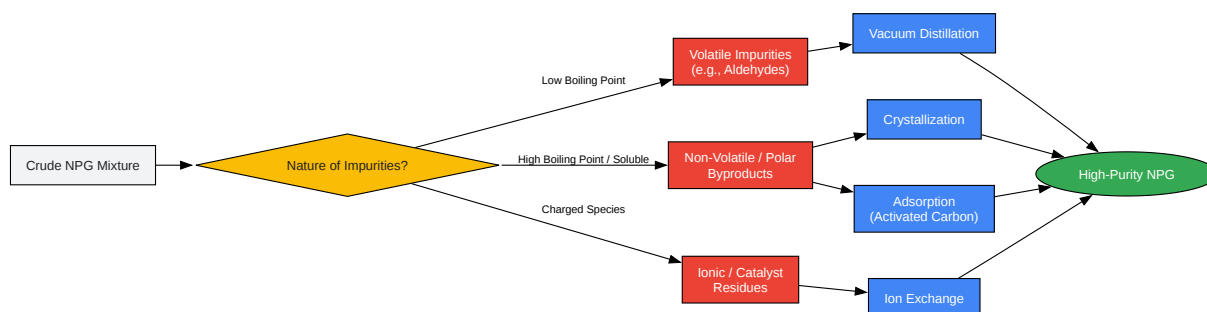 Crude NPG Mixture
Nature of Impurities?
Low Boiling Point
High Boiling Point / Soluble
Charged Species
Volatile Impurities
(e.g., Aldehydes)
Non-Volatile / Polar
Byproducts
Ionic / Catalyst
Residues
Vacuum Distillation
Crystallization
Adsorption
(Activated Carbon)
Ion Exchange
High-Purity NPG